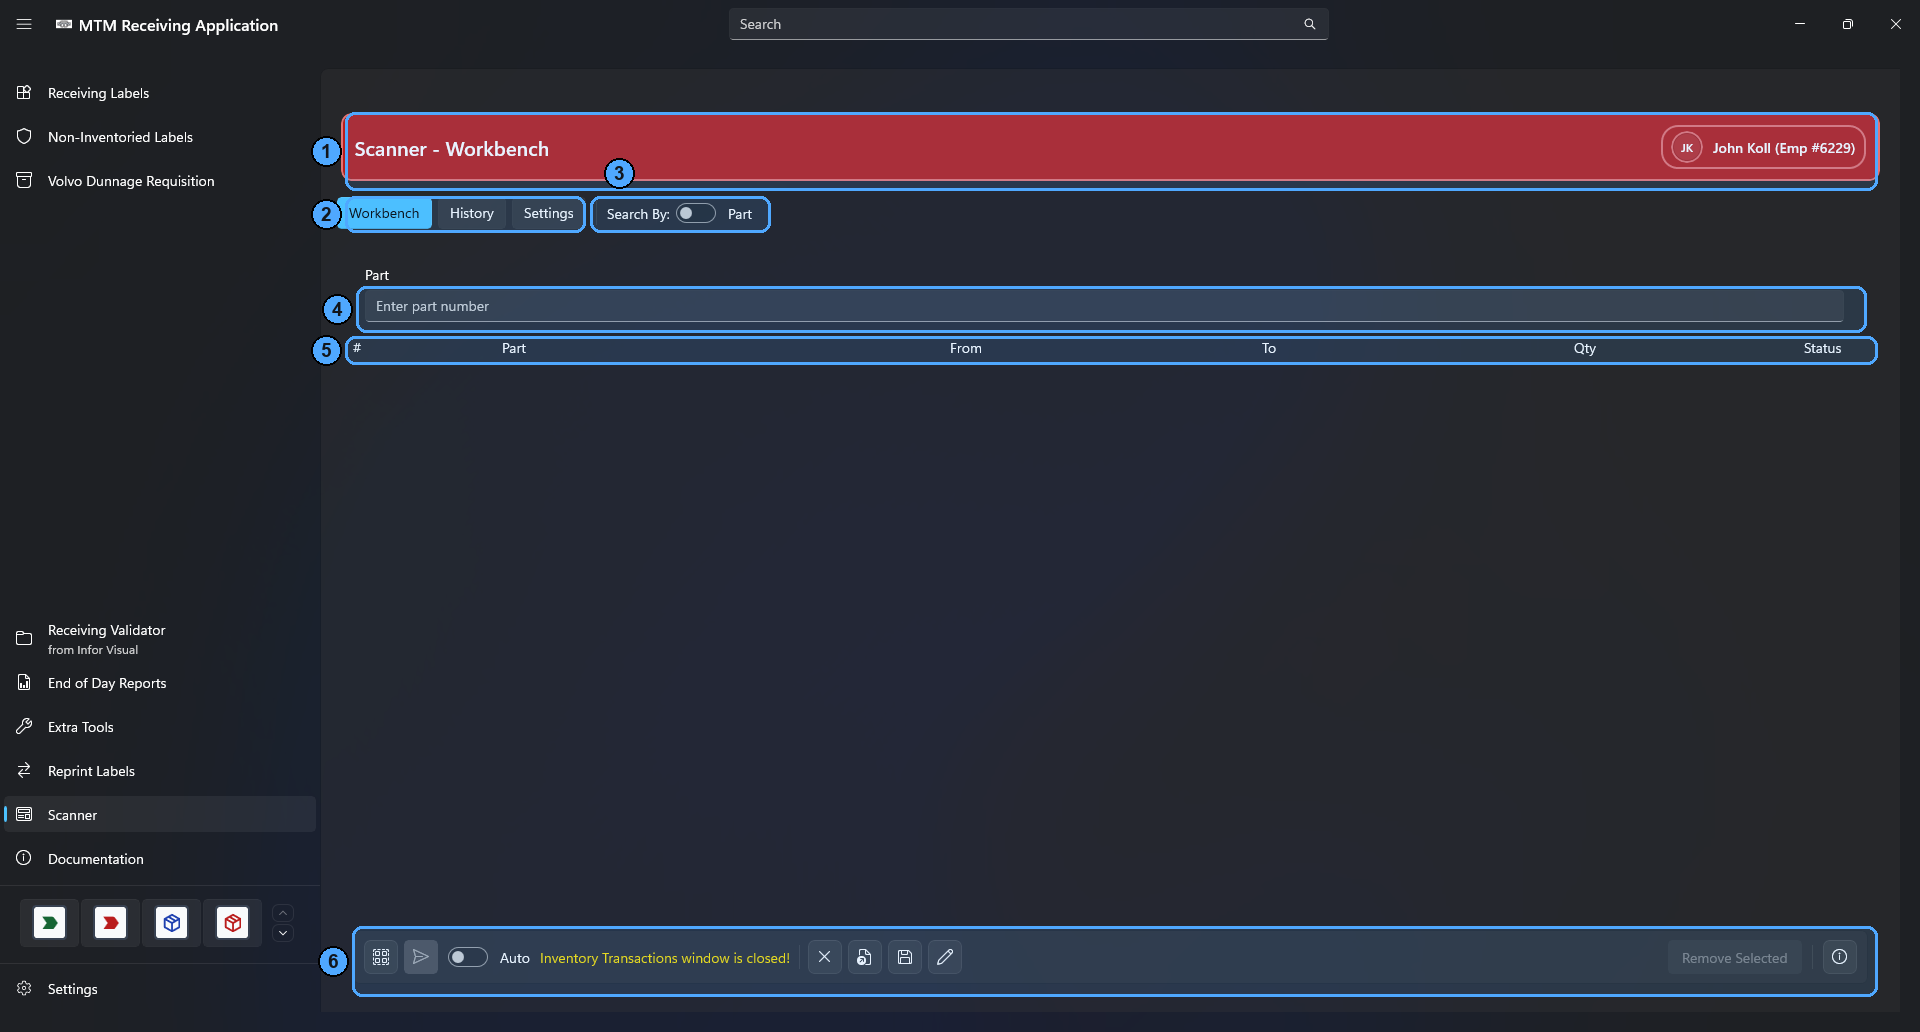 MTM Receiving Application
Search
Receiving Labels
Non-Inventoried Labels
Volvo Dunnage Requisition
1
Scanner - Workbench
JK
John Koll (Emp #6229)
2
Workbench
History
Settings
3
Search By:
Part
Part
4
Enter part number
5
# Part From To Qty Status
Receiving Validator
from Infor Visual
End of Day Reports
Extra Tools
Reprint Labels
Scanner
Documentation
Settings
6
Auto
Inventory Transactions window is closed!
Remove Selected